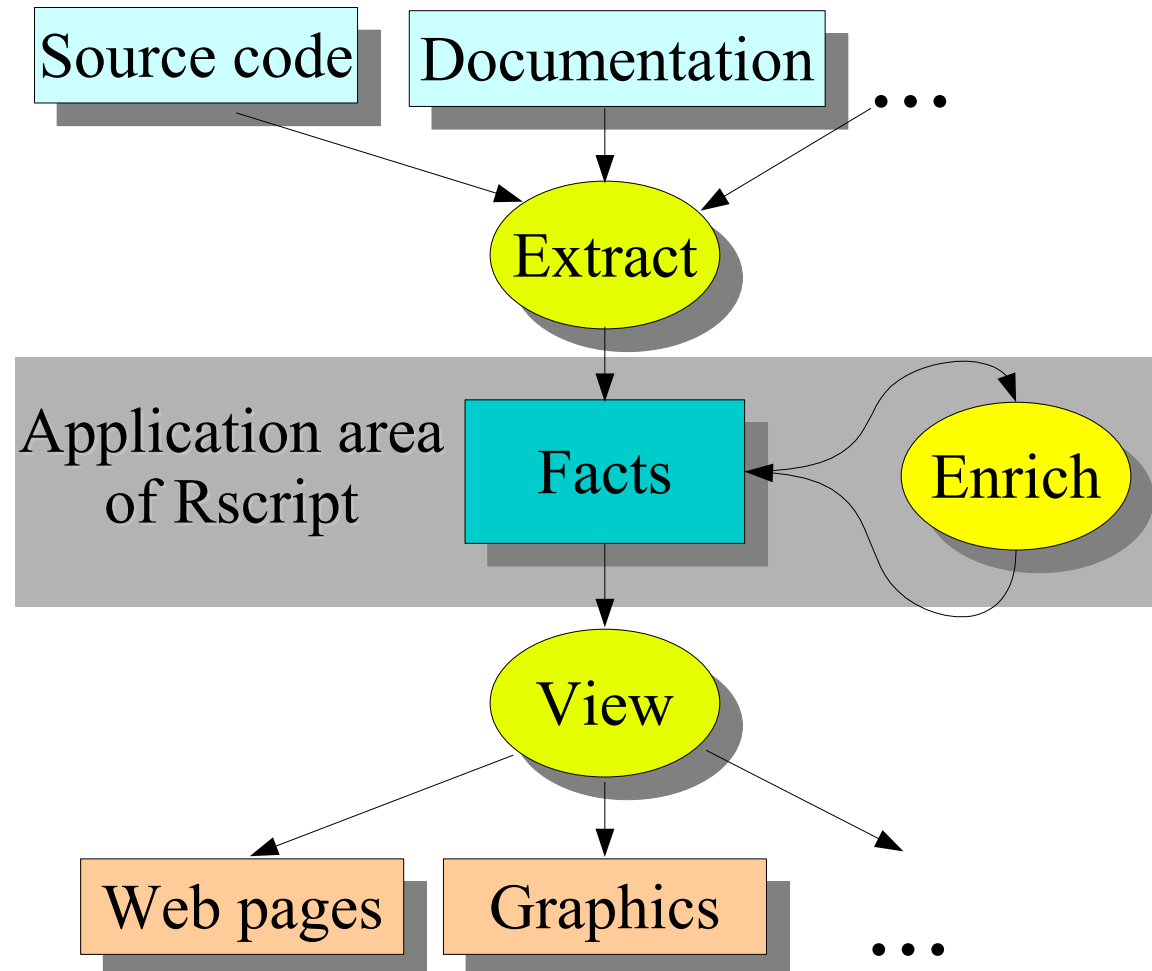 Source code
Documentation
...
Extract
Application area
of Rscript
Facts
Enrich
View
Web pages
Graphics
...